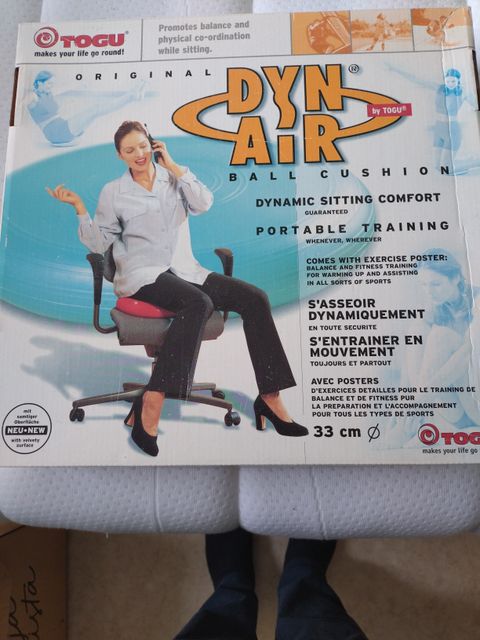 TOGU®
makes your life go round!
Promotes balance and
physical co-ordination
while sitting.
ORIGINAL
DYN®
AiR
by TOGU®
BALL CUSHION
DYNAMIC SITTING COMFORT
GUARANTEED
PORTABLE TRAINING
WHENEVER, WHEREVER
COMES WITH EXERCISE POSTER:
BALANCE AND FITNESS TRAINING
FOR WARMING UP AND ASSISTING
IN ALL SORTS OF SPORTS
S'ASSEOIR
DYNAMIQUEMENT
EN TOUTE SECURITE
S'ENTRAINER EN
MOUVEMENT
TOUJOURS ET PARTOUT
AVEC POSTERS
D'EXERCICES DETAILLES POUR LE TRAINING DE
BALANCE ET DE FITNESS PUR
LA PREPARATION ET L'ACCOMPAGNEMENT
POUR TOUS LES TYPES DE SPORTS
33 cm Ø
mit
samtiger
Oberfläche
NEU•NEW
with velvety
surface
TOG
makes your life go